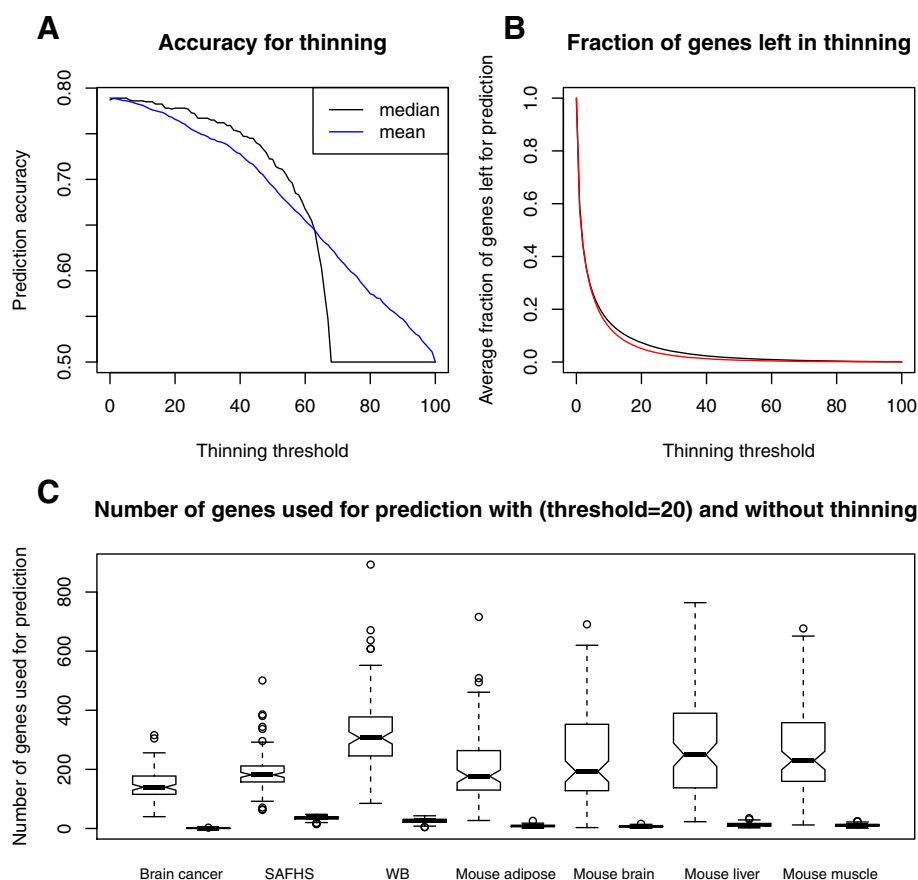 A
Accuracy for thinning
Prediction accuracy
0.80
0.70
0.60
0.50
median
mean
0 20 40 60 80 100
Thinning threshold
B
Fraction of genes left in thinning
Average fraction of genes left for prediction
1.0
0.8
0.6
0.4
0.2
0.0
0 20 40 60 80 100
Thinning threshold
C
Number of genes used for prediction with (threshold=20) and without thinning
Number of genes used for prediction
800
600
400
200
0
Brain cancer SAFHS WB Mouse adipose Mouse brain Mouse liver Mouse muscle